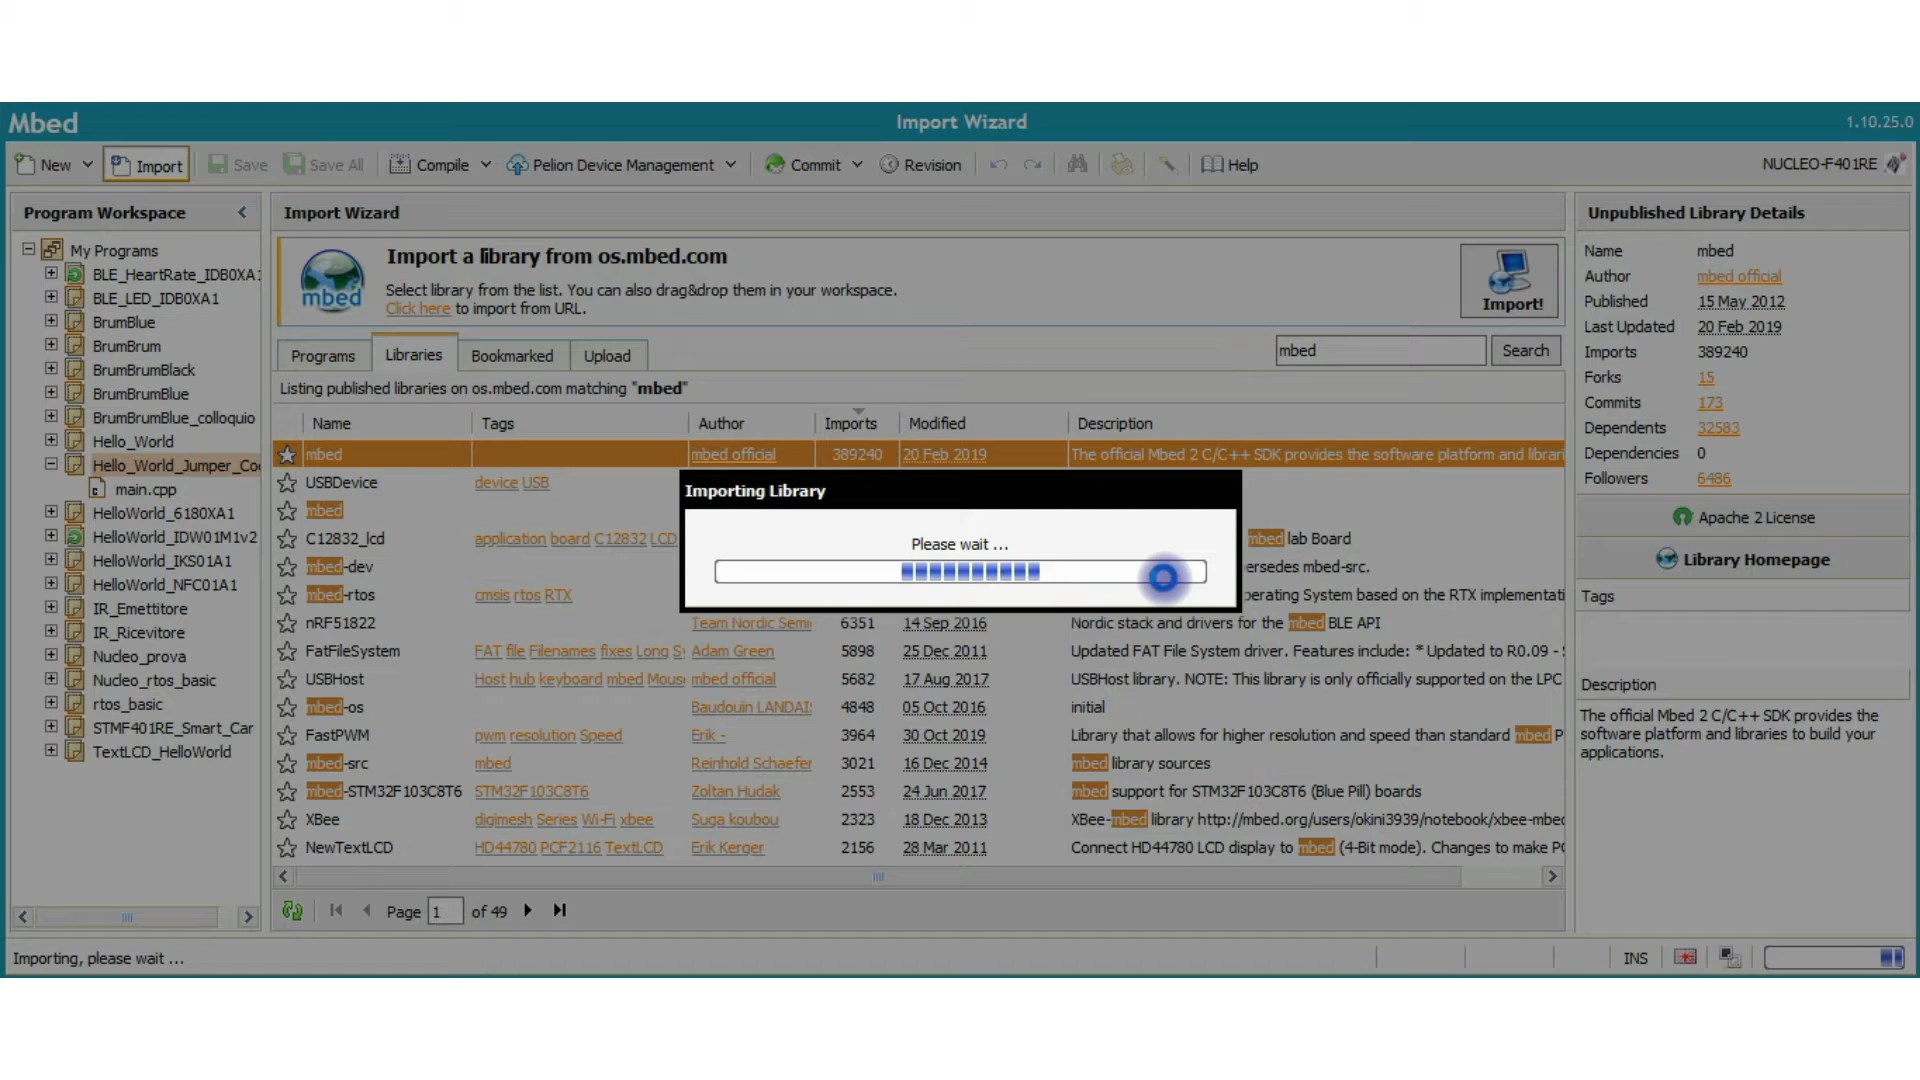 Mbed
Import Wizard
1.10.25.0
New
Import
Save
Save All
Compile
Pelion Device Management
Commit
Revision
Help
NUCLEO-F401RE
Program Workspace
My Programs
BLE_HeartRate_IDB0XA1
BLE_LED_IDB0XA1
BrumBlue
BrumBrum
BrumBrumBlack
BrumBrumBlue
BrumBrumBlue_colloquio
Hello_World
Hello_World_Jumper_Co
main.cpp
HelloWorld_6180XA1
HelloWorld_IDW01M1v2
HelloWorld_IKS01A1
HelloWorld_NFC01A1
IR_Emettitore
IR_Ricevitore
Nucleo_prova
Nucleo_rtos_basic
rtos_basic
STMF401RE_Smart_Car
TextLCD_HelloWorld
Import Wizard
mbed
Import a library from os.mbed.com
Select library from the list. You can also drag&drop them in your workspace.
Click here to import from URL.
Import!
Programs
Libraries
Bookmarked
Upload
mbed
Search
Listing published libraries on os.mbed.com matching "mbed"
Name Tags Author Imports Modified Description
mbed mbed official 389240 20 Feb 2019 The official Mbed 2 C/C++ SDK provides the software platform and librari
USBDevice device USB
mbed
C12832_lcd application board C12832 LCD mbed lab Board
mbed-dev ersedes mbed-src.
mbed-rtos cmsis rtos RTX perating System based on the RTX implementati
nRF51822 Team Nordic Semi 6351 14 Sep 2016 Nordic stack and drivers for the mbed BLE API
FatFileSystem FAT file Filenames fixes Long S Adam Green 5898 25 Dec 2011 Updated FAT File System driver. Features include: * Updated to R0.09 -
USBHost Host hub keyboard mbed Mous mbed official 5682 17 Aug 2017 USBHost library. NOTE: This library is only officially supported on the LPC
mbed-os Baudouin LANDAI 4848 05 Oct 2016 initial
FastPWM pwm resolution Speed Erik - 3964 30 Oct 2019 Library that allows for higher resolution and speed than standard mbed P
mbed-src mbed Reinhold Schaefer 3021 16 Dec 2014 mbed library sources
mbed-STM32F103C8T6 STM32F103C8T6 Zoltan Hudak 2553 24 Jun 2017 mbed support for STM32F103C8T6 (Blue Pill) boards
XBee digimesh Series Wi-Fi xbee Suga koubou 2323 18 Dec 2013 XBee-mbed library http://mbed.org/users/okini3939/notebook/xbee-mbed
NewTextLCD HD44780 PCF2116 TextLCD Erik Kerger 2156 28 Mar 2011 Connect HD44780 LCD display to mbed (4-Bit mode). Changes to make PC
Importing Library
Please wait ...
Page 1 of 49
Unpublished Library Details
Name mbed
Author mbed official
Published 15 May 2012
Last Updated 20 Feb 2019
Imports 389240
Forks 15
Commits 173
Dependents 32583
Dependencies 0
Followers 6486
Apache 2 License
Library Homepage
Tags
Description
The official Mbed 2 C/C++ SDK provides the
software platform and libraries to build your
applications.
Importing, please wait ...
INS